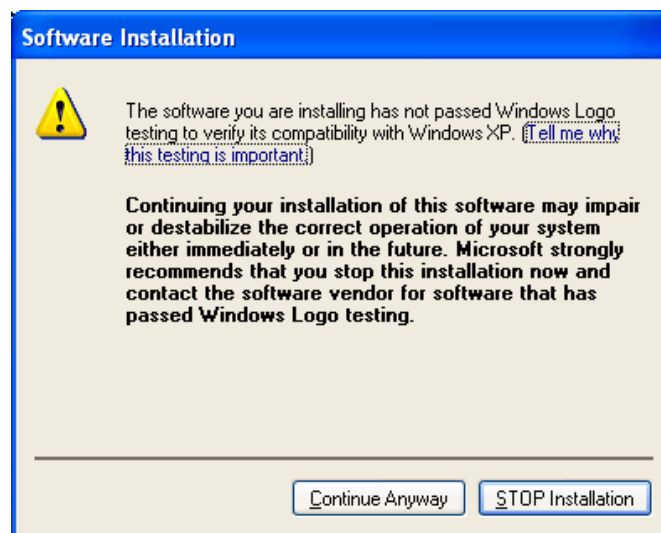 Software Installation
The software you are installing has not passed Windows Logo
testing to verify its compatibility with Windows XP. (Tell me why
this testing is important.)
Continuing your installation of this software may impair
or destabilize the correct operation of your system
either immediately or in the future. Microsoft strongly
recommends that you stop this installation now and
contact the software vendor for software that has
passed Windows Logo testing.
Continue Anyway
STOP Installation